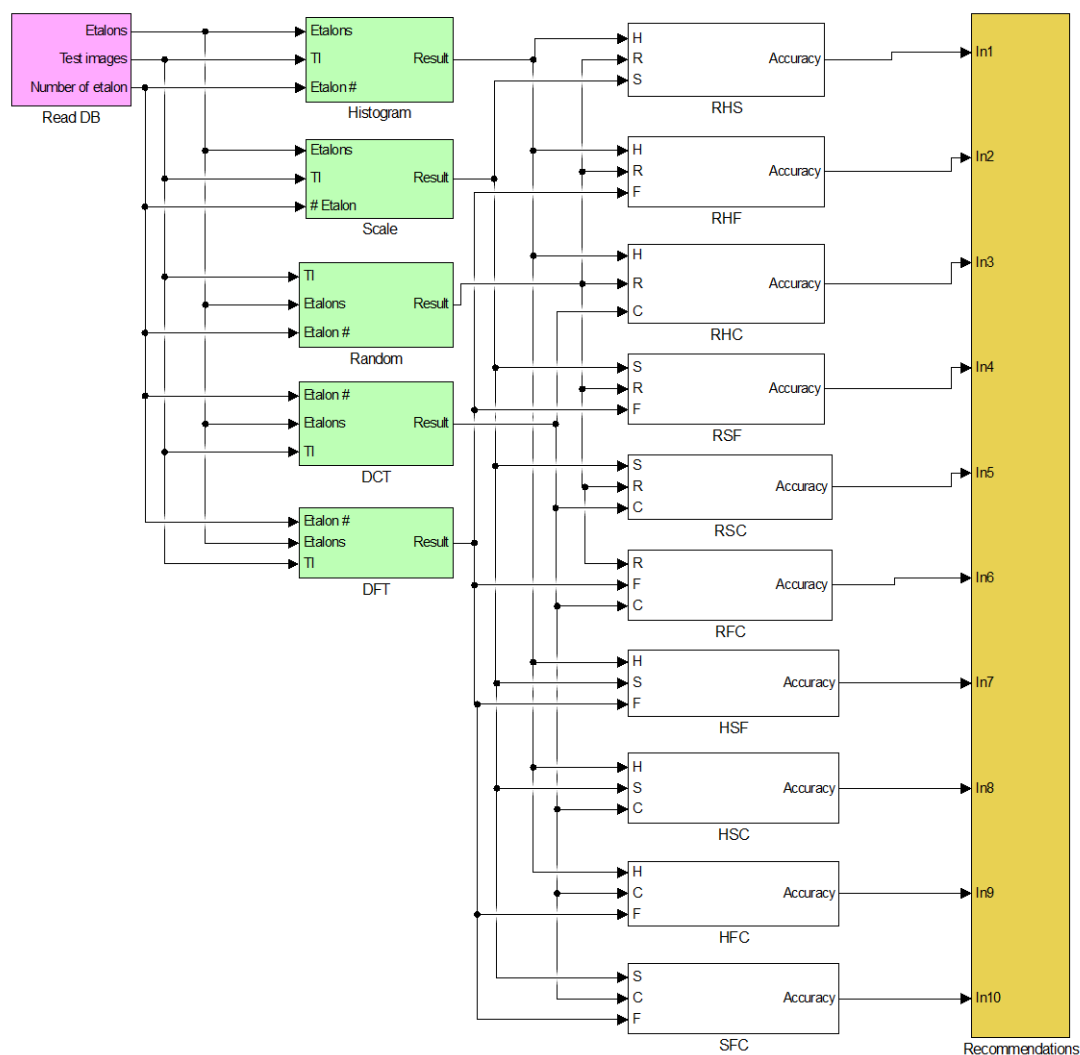 Etalons
Test images
Number of etalon
Read DB
Etalons
TI
Etalon #
Result
Histogram
Etalons
TI
# Etalon
Result
Scale
TI
Etalons
Etalon #
Result
Random
Etalon #
Etalons
TI
Result
DCT
Etalon #
Etalons
TI
Result
DFT
H
R
S
Accuracy
RHS
H
R
F
Accuracy
RHF
H
R
C
Accuracy
RHC
S
R
F
Accuracy
RSF
S
R
C
Accuracy
RSC
R
F
C
Accuracy
RFC
H
S
F
Accuracy
HSF
H
S
C
Accuracy
HSC
H
C
F
Accuracy
HFC
S
C
F
Accuracy
SFC
In1
In2
In3
In4
In5
In6
In7
In8
In9
In10
Recommendations